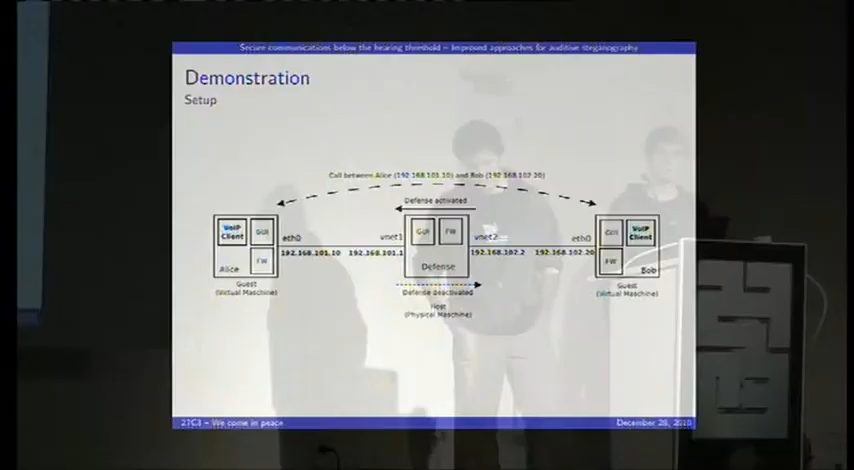 Secure communications below the hearing threshold – Improved approaches for auditive steganography
Demonstration
Setup
Call between Alice (192.168.101.10) and Bob (192.168.102.20)
Defense activated
VoIP Client
GUI
FW
Alice
eth0
192.168.101.10
Guest
(Virtual Maschine)
vnet1
192.168.101.1
GUI
FW
Defense
vnet2
192.168.102.2
Defense deactivated
Host
(Physical Maschine)
eth0
192.168.102.20
GUI
VoIP Client
FW
Bob
Guest
(Virtual Maschine)
27C3 – We come in peace
December 28, 2010